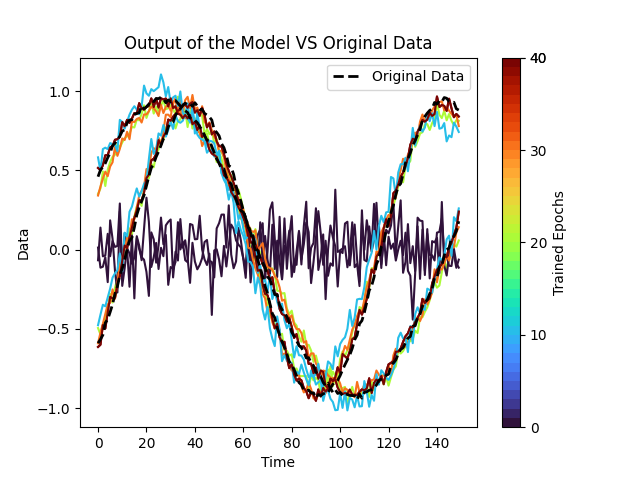 Output of the Model VS Original Data
Original Data
Data
1.0
0.5
0.0
−0.5
−1.0
0 20 40 60 80 100 120 140
Time
40
30
20
10
0
Trained Epochs